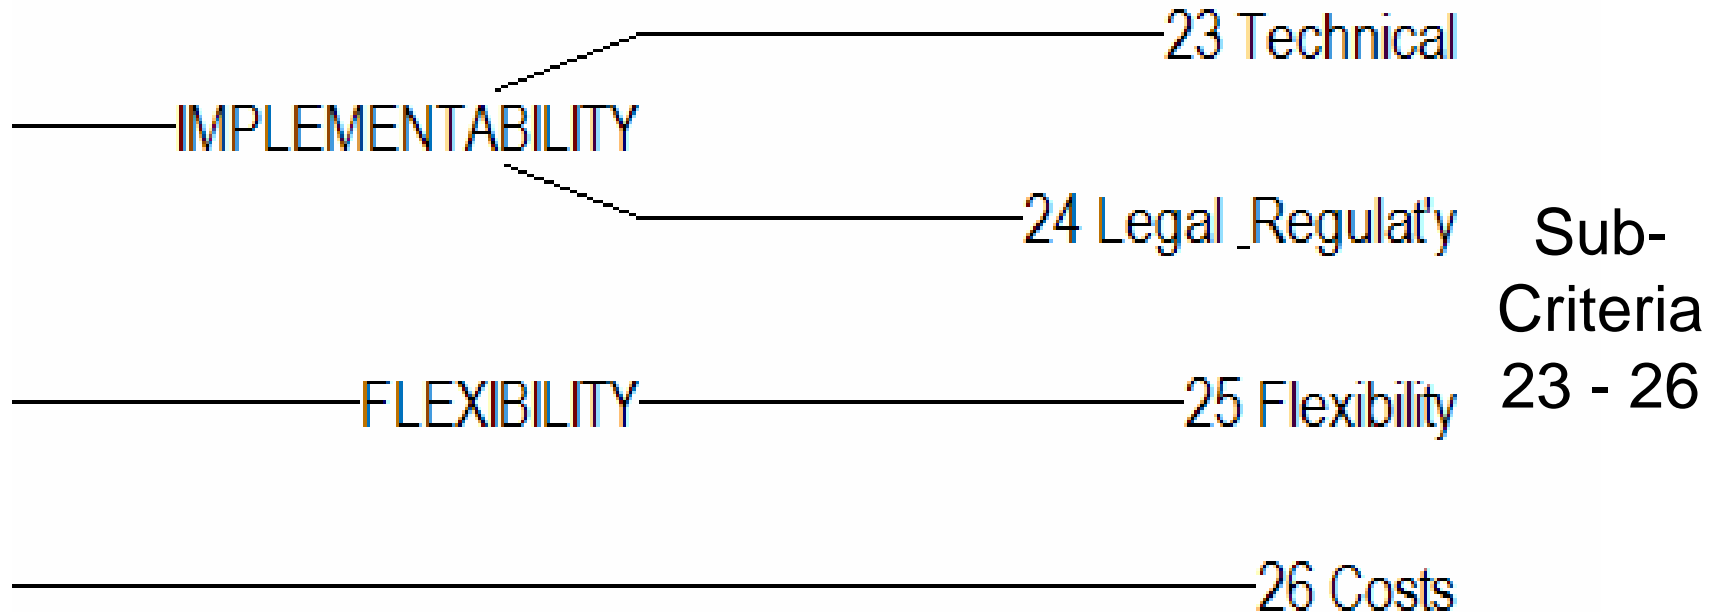 23 Technical
IMPLEMENTABILITY
24 Legal_Regulat'y
Sub-
Criteria
23 - 26
FLEXIBILITY
25 Flexibility
26 Costs